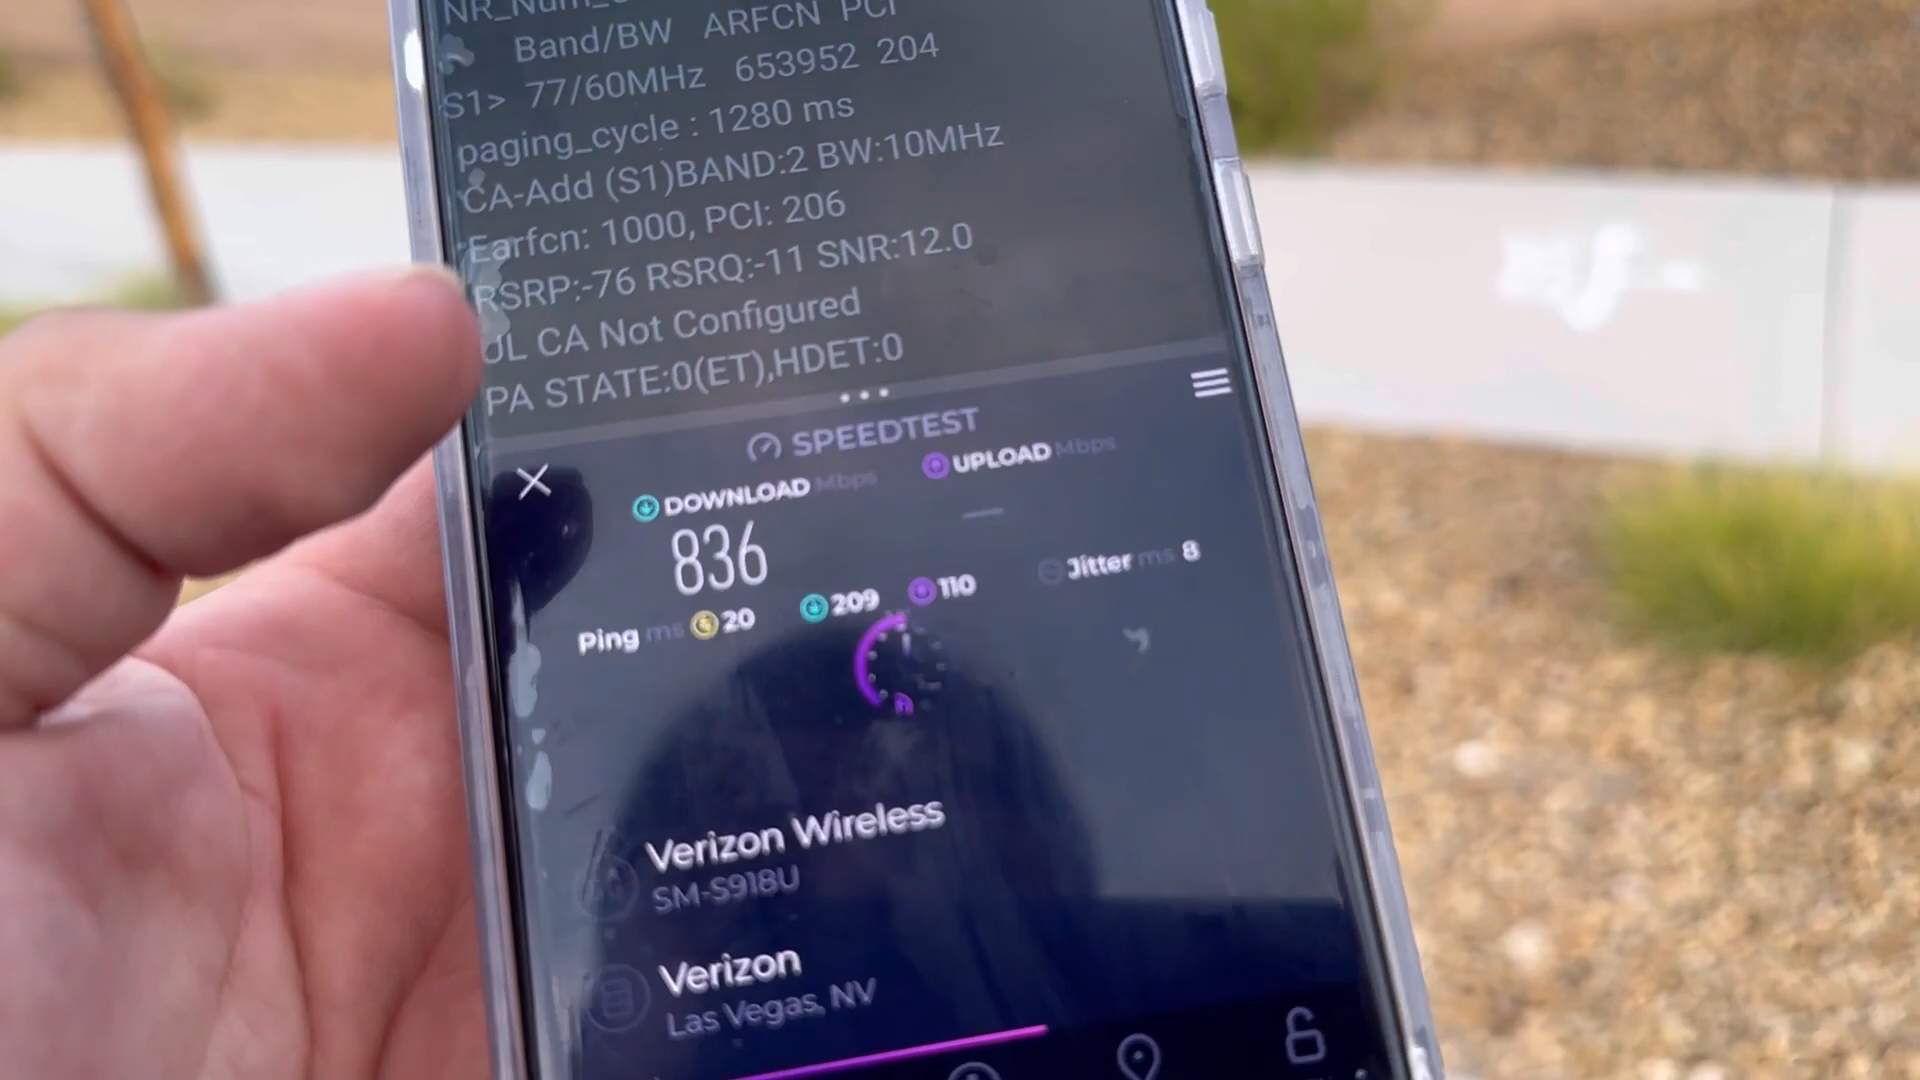 NR_Num_
Band/BW ARFCN PCI
S1> 77/60MHz 653952 204
paging_cycle : 1280 ms
CA-Add (S1)BAND:2 BW:10MHz
Earfcn: 1000, PCI: 206
RSRP:-76 RSRQ:-11 SNR:12.0
UL CA Not Configured
PA STATE:0(ET),HDET:0
SPEEDTEST
DOWNLOAD Mbps UPLOAD Mbps
836 —
Ping ms 20 209 110 Jitter ms 8
Verizon Wireless
SM-S918U
Verizon
Las Vegas, NV